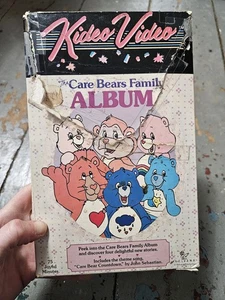 Kideo Video
The
Care Bears Family
ALBUM
Peek into the Care Bears Family Album
and discover four delightful new stories.
Includes the theme song,
"Care Bear Countdown," by John Sebastian.